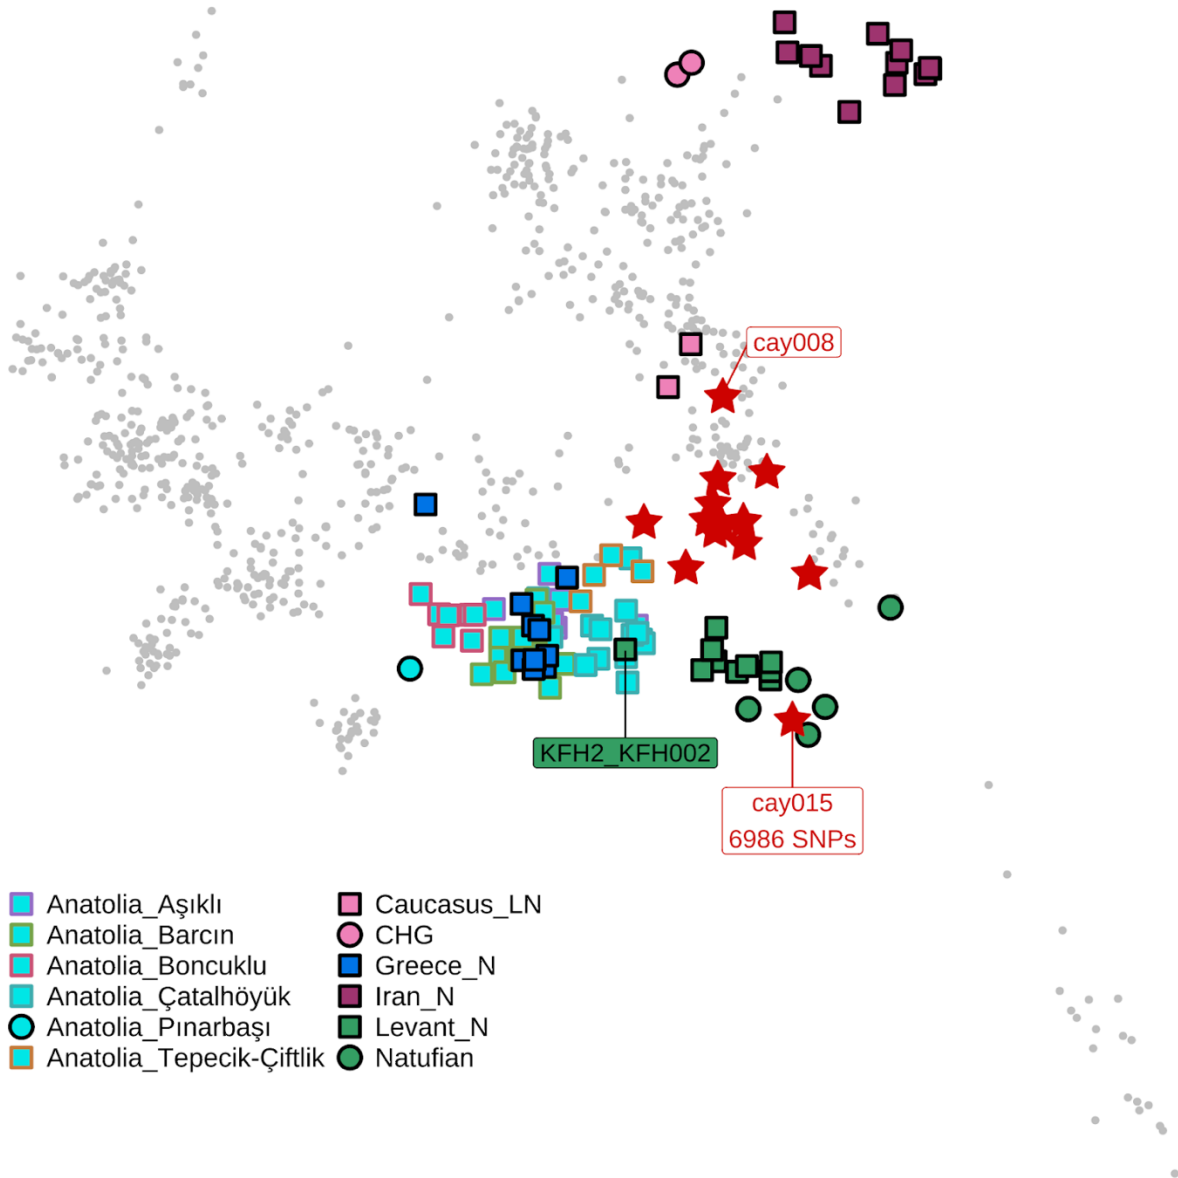 cay008
KFH2_KFH002
cay015
6986 SNPs
Anatolia_Aşıklı
Anatolia_Barcın
Anatolia_Boncuklu
Anatolia_Çatalhöyük
Anatolia_Pınarbaşı
Anatolia_Tepecik-Çiftlik
Caucasus_LN
CHG
Greece_N
Iran_N
Levant_N
Natufian